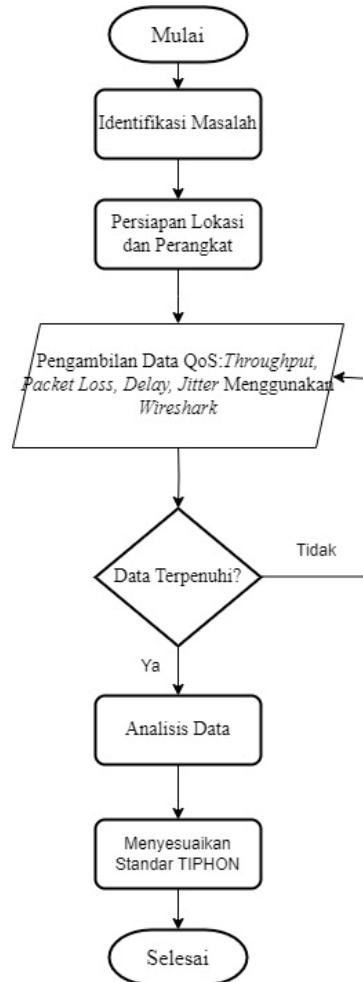 Mulai
Identifikasi Masalah
Persiapan Lokasi
dan Perangkat
Pengambilan Data QoS:Throughput,
Packet Loss, Delay, Jitter Menggunakan
Wireshark
Data Terpenuhi?
Tidak
Ya
Analisis Data
Menyesuaikan
Standar TIPHON
Selesai